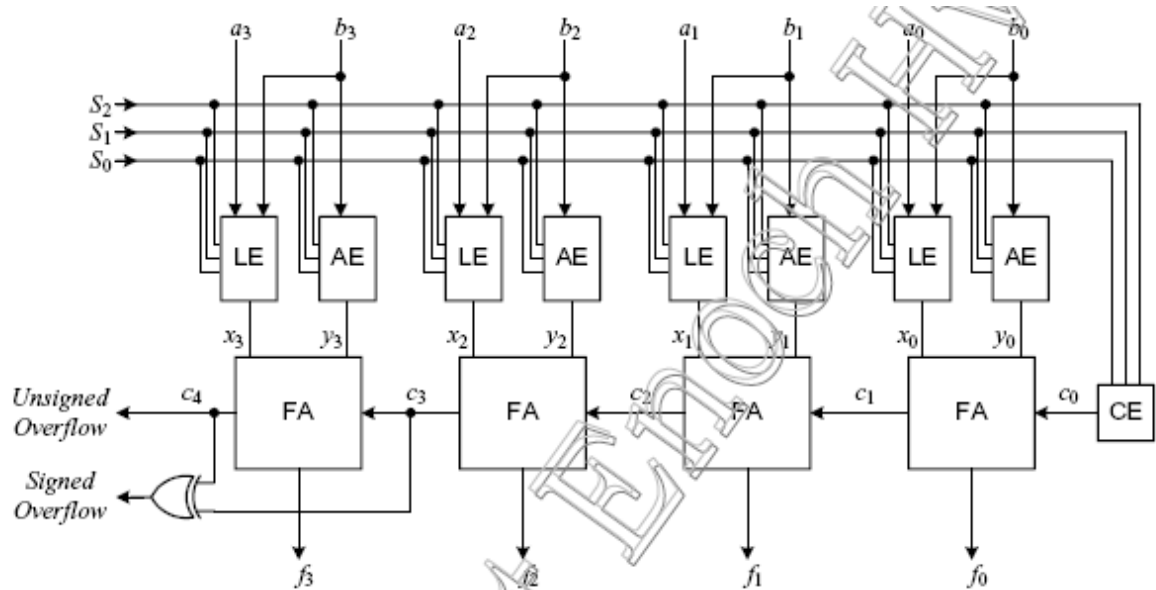 a3 b3 a2 b2 a1 b1 a0 b0
S2
S1
S0
LE AE LE AE LE AE LE AE
x3 y3 x2 y2 x1 y1 x0 y0
Unsigned
Overflow
c4 FA c3 FA c2 FA c1 FA c0 CE
Signed
Overflow
f3 f2 f1 f0
Enoch